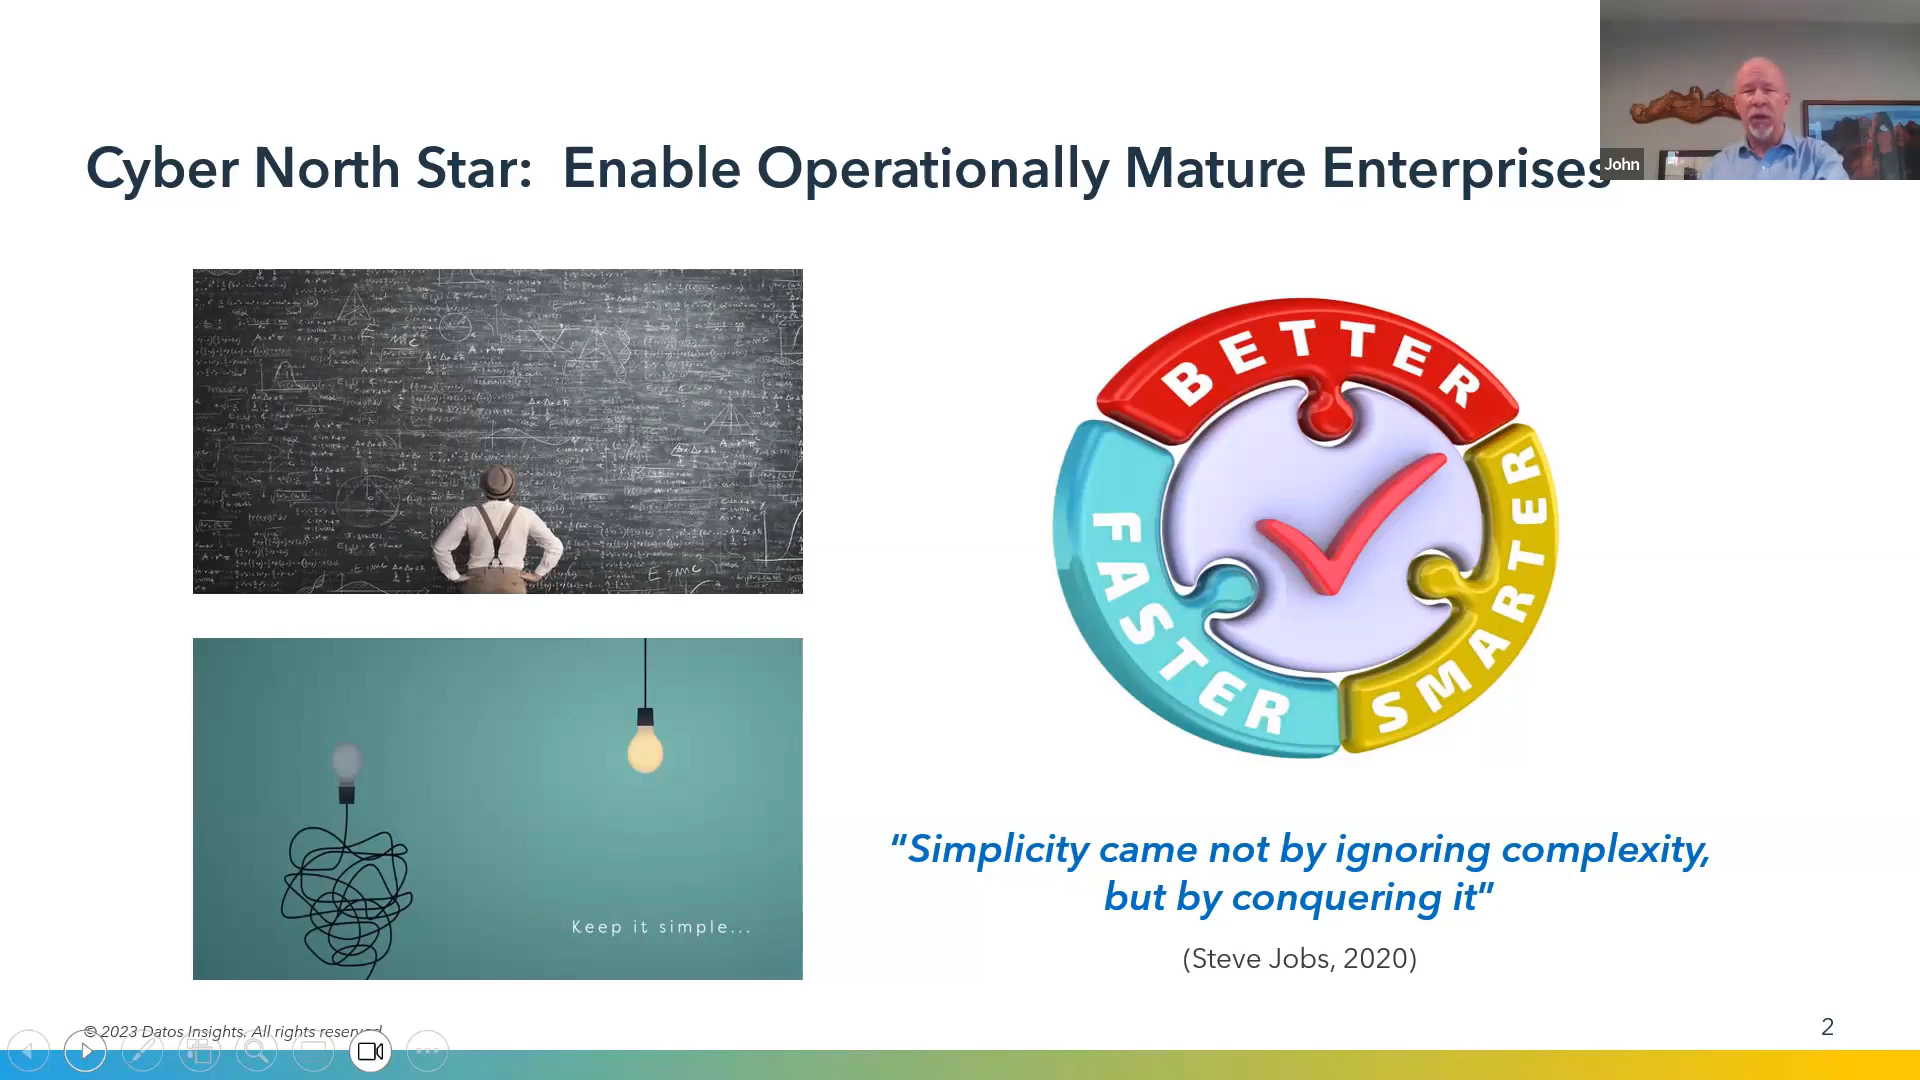 Cyber North Star:  Enable Operationally Mature Enterprises
John
BETTER
FASTER
SMARTER
E = mc²
Keep it simple...
"Simplicity came not by ignoring complexity,
but by conquering it"
(Steve Jobs, 2020)
© 2023 Datos Insights. All rights reserved.
2